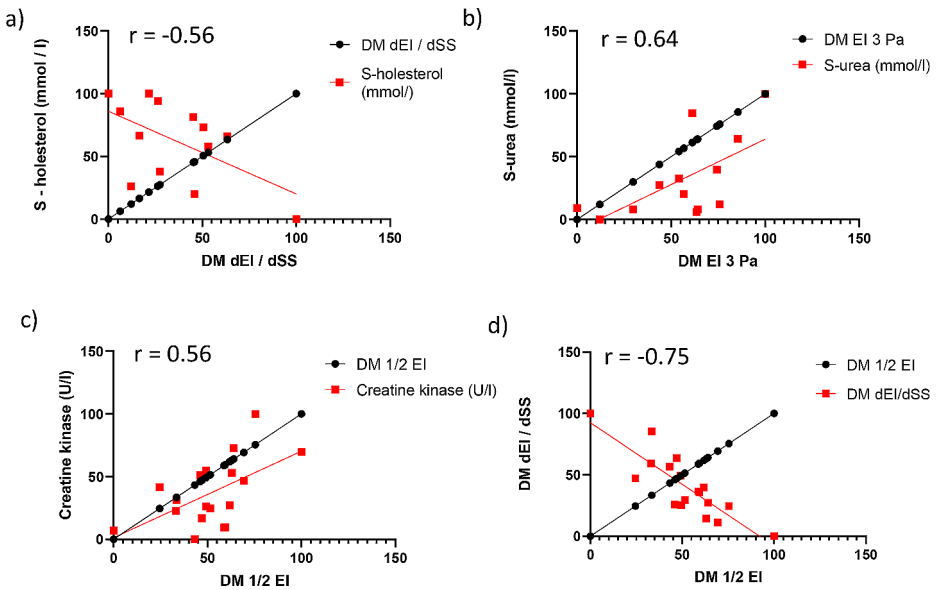 a)
r = -0.56
150
100
50
0
S - holesterol (mmol / l)
0
50
100
150
DM dEI / dSS
DM dEI / dSS
S-holesterol
(mmol/)
b)
r = 0.64
150
100
50
0
S-urea (mmol/l)
0
50
100
150
DM EI 3 Pa
DM EI 3 Pa
S-urea (mmol/l)
c)
r = 0.56
150
100
50
0
Creatine kinase (U/l)
0
50
100
150
DM 1/2 EI
DM 1/2 EI
Creatine kinase (U/l)
d)
r = -0.75
150
100
50
0
DM dEI / dSS
0
50
100
150
DM 1/2 EI
DM 1/2 EI
DM dEI/dSS